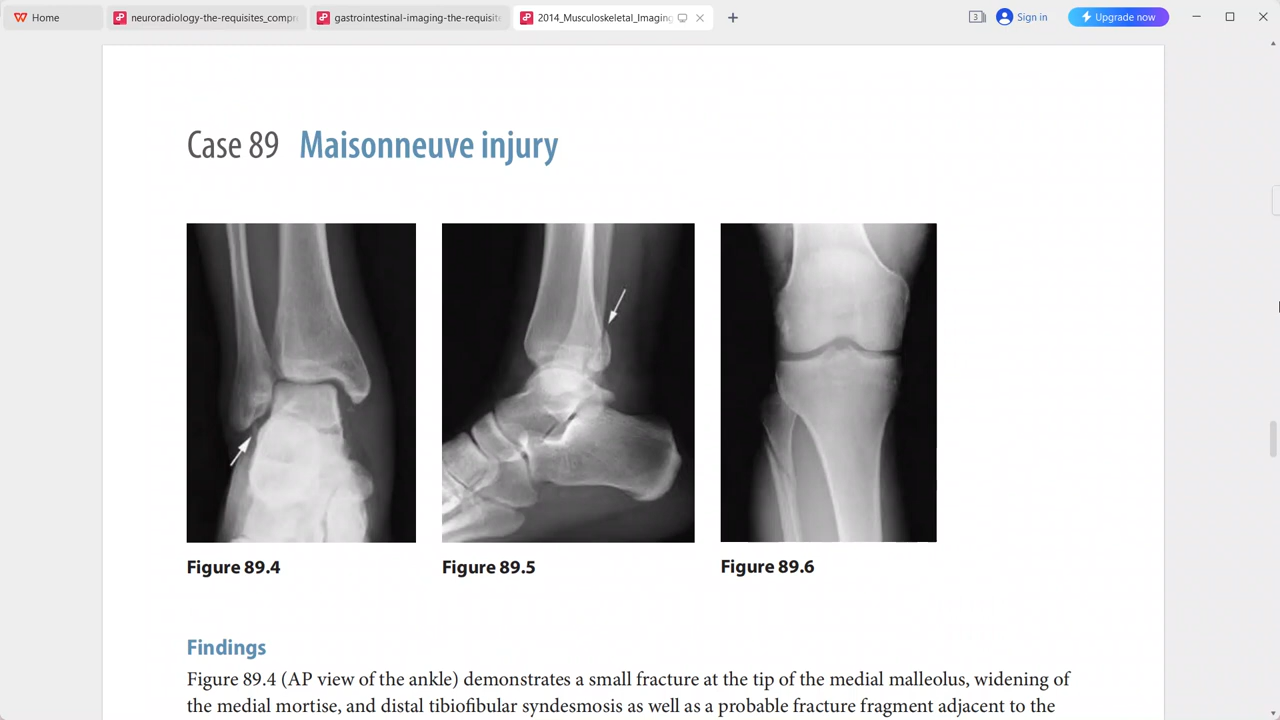 Home
neuroradiology-the-requisites_compr
gastrointestinal-imaging-the-requisite
2014_Musculoskeletal_Imaging
3
Sign in
Upgrade now
Case 89 Maisonneuve injury
Figure 89.4
Figure 89.5
Figure 89.6
Findings
Figure 89.4 (AP view of the ankle) demonstrates a small fracture at the tip of the medial malleolus, widening of
the medial mortise, and distal tibiofibular syndesmosis as well as a probable fracture fragment adjacent to the